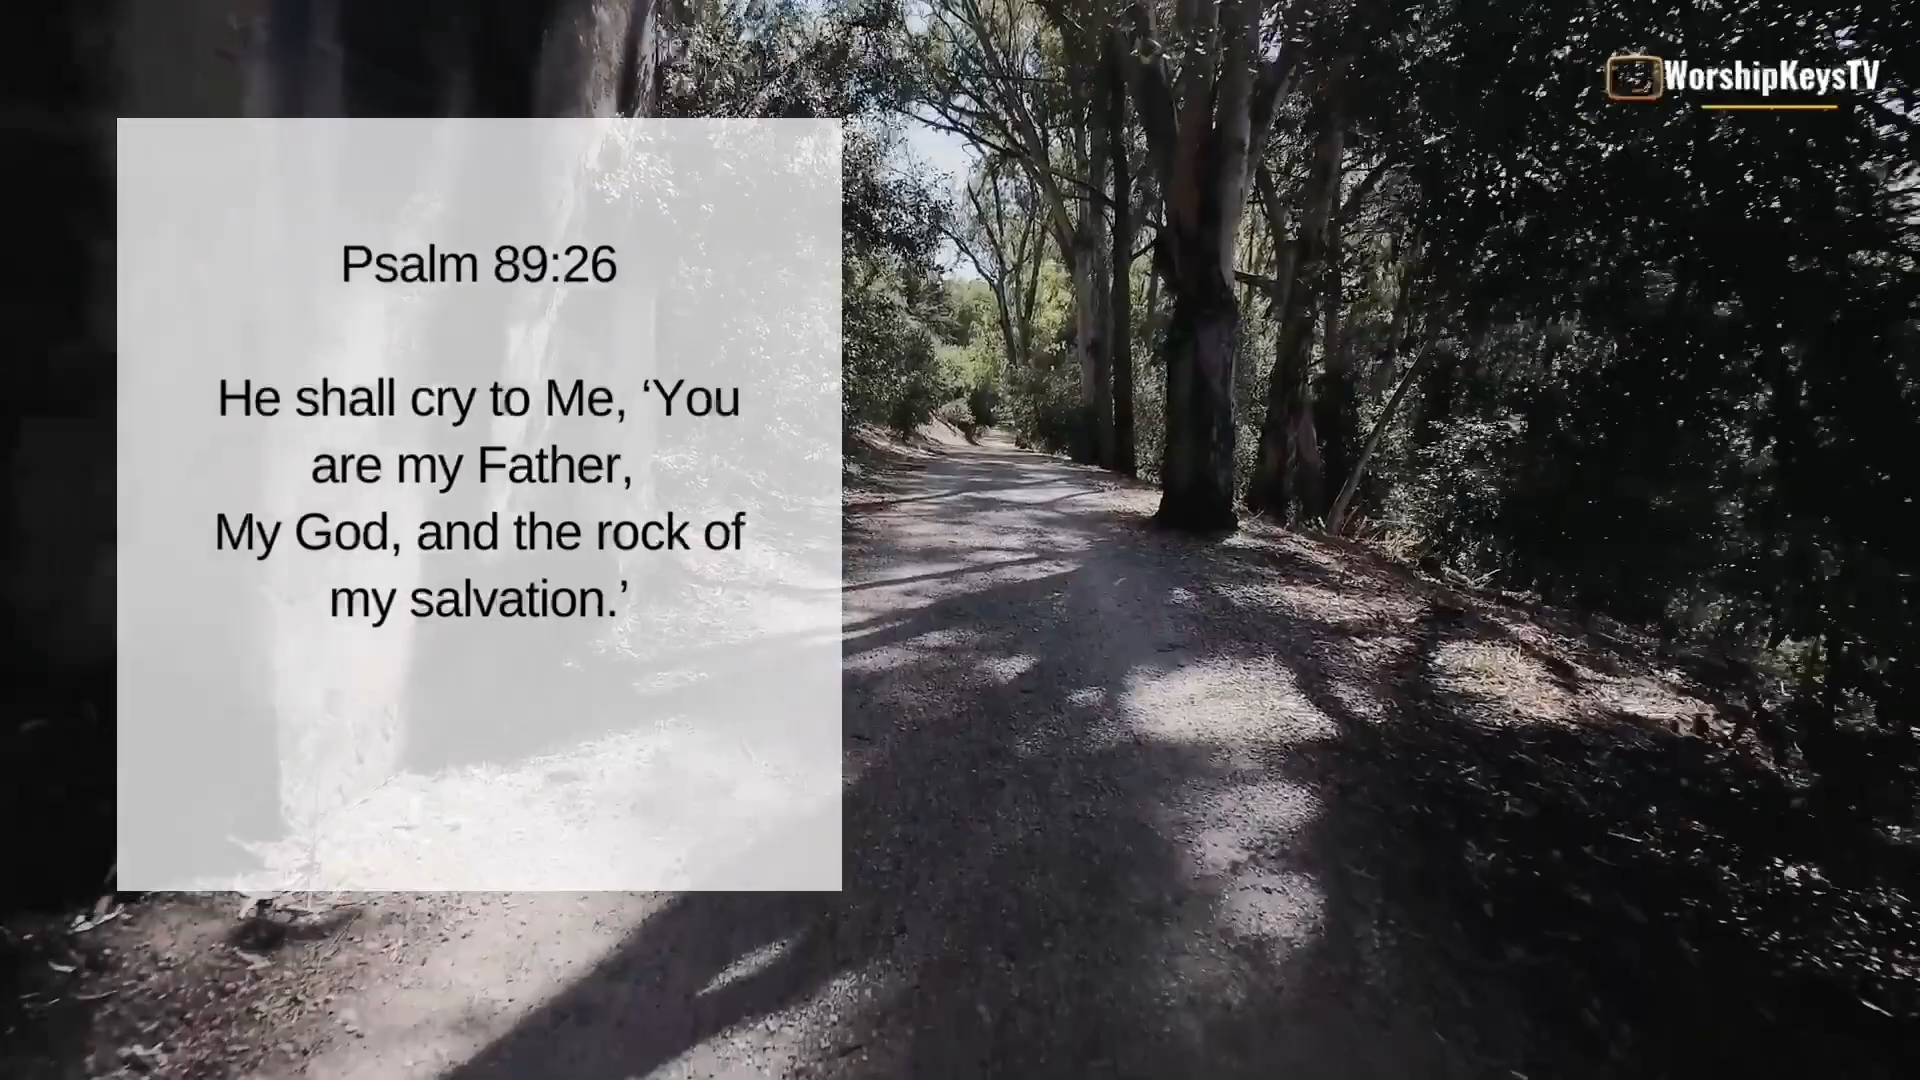 WorshipKeysTV
Psalm 89:26
He shall cry to Me, ‘You
are my Father,
My God, and the rock of
my salvation.’